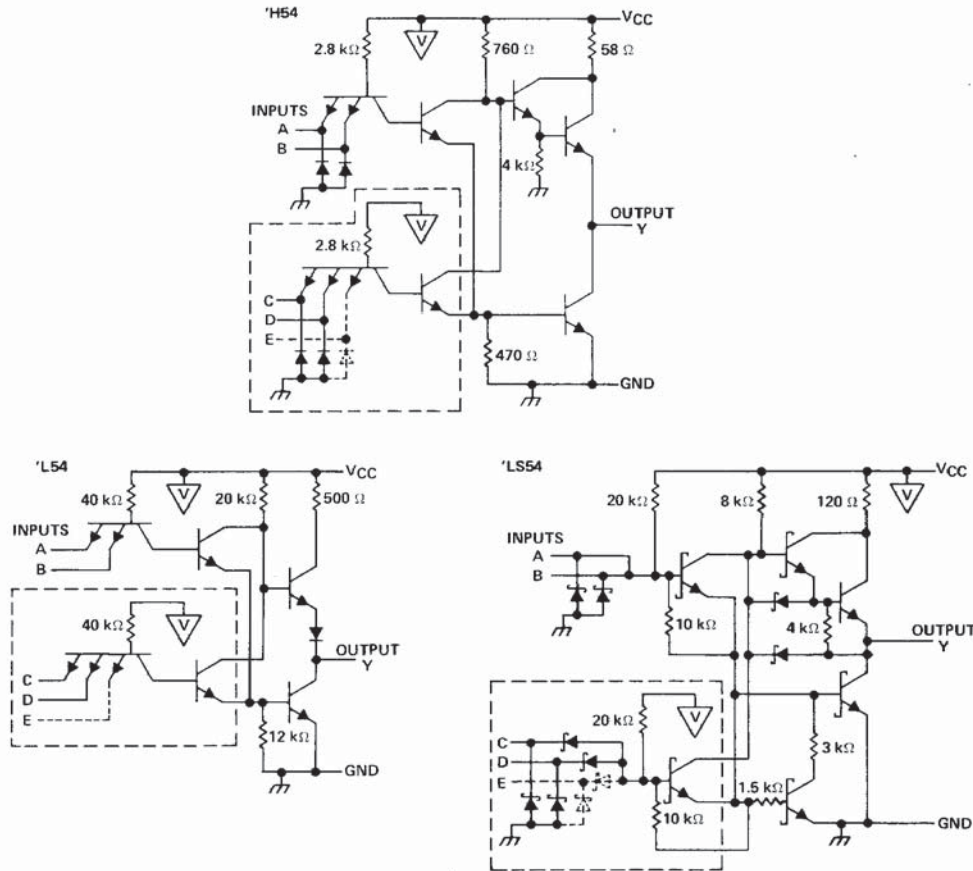 'H54
VCC
V
2.8 kΩ
760 Ω
58 Ω
INPUTS
A
B
4 kΩ
OUTPUT
Y
V
2.8 kΩ
C
D
E
470 Ω
GND
'L54
VCC
V
40 kΩ
20 kΩ
500 Ω
INPUTS
A
B
V
40 kΩ
OUTPUT
Y
C
D
E
12 kΩ
GND
'LS54
VCC
V
20 kΩ
8 kΩ
120 Ω
INPUTS
A
B
10 kΩ
4 kΩ
OUTPUT
Y
V
20 kΩ
C
D
E
3 kΩ
1.5 kΩ
10 kΩ
GND